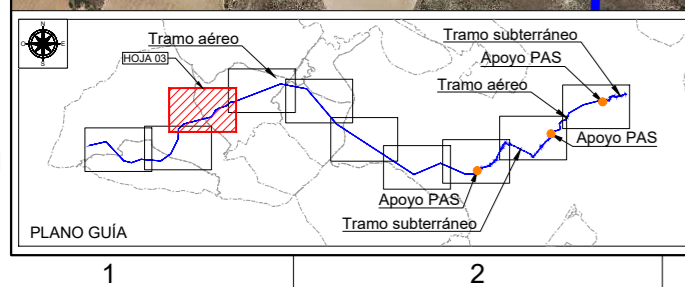 Tramo aéreo
HOJA 03
Tramo subterráneo
Apoyo PAS
Tramo aéreo
Apoyo PAS
Apoyo PAS
Tramo subterráneo
PLANO GUÍA
1
2